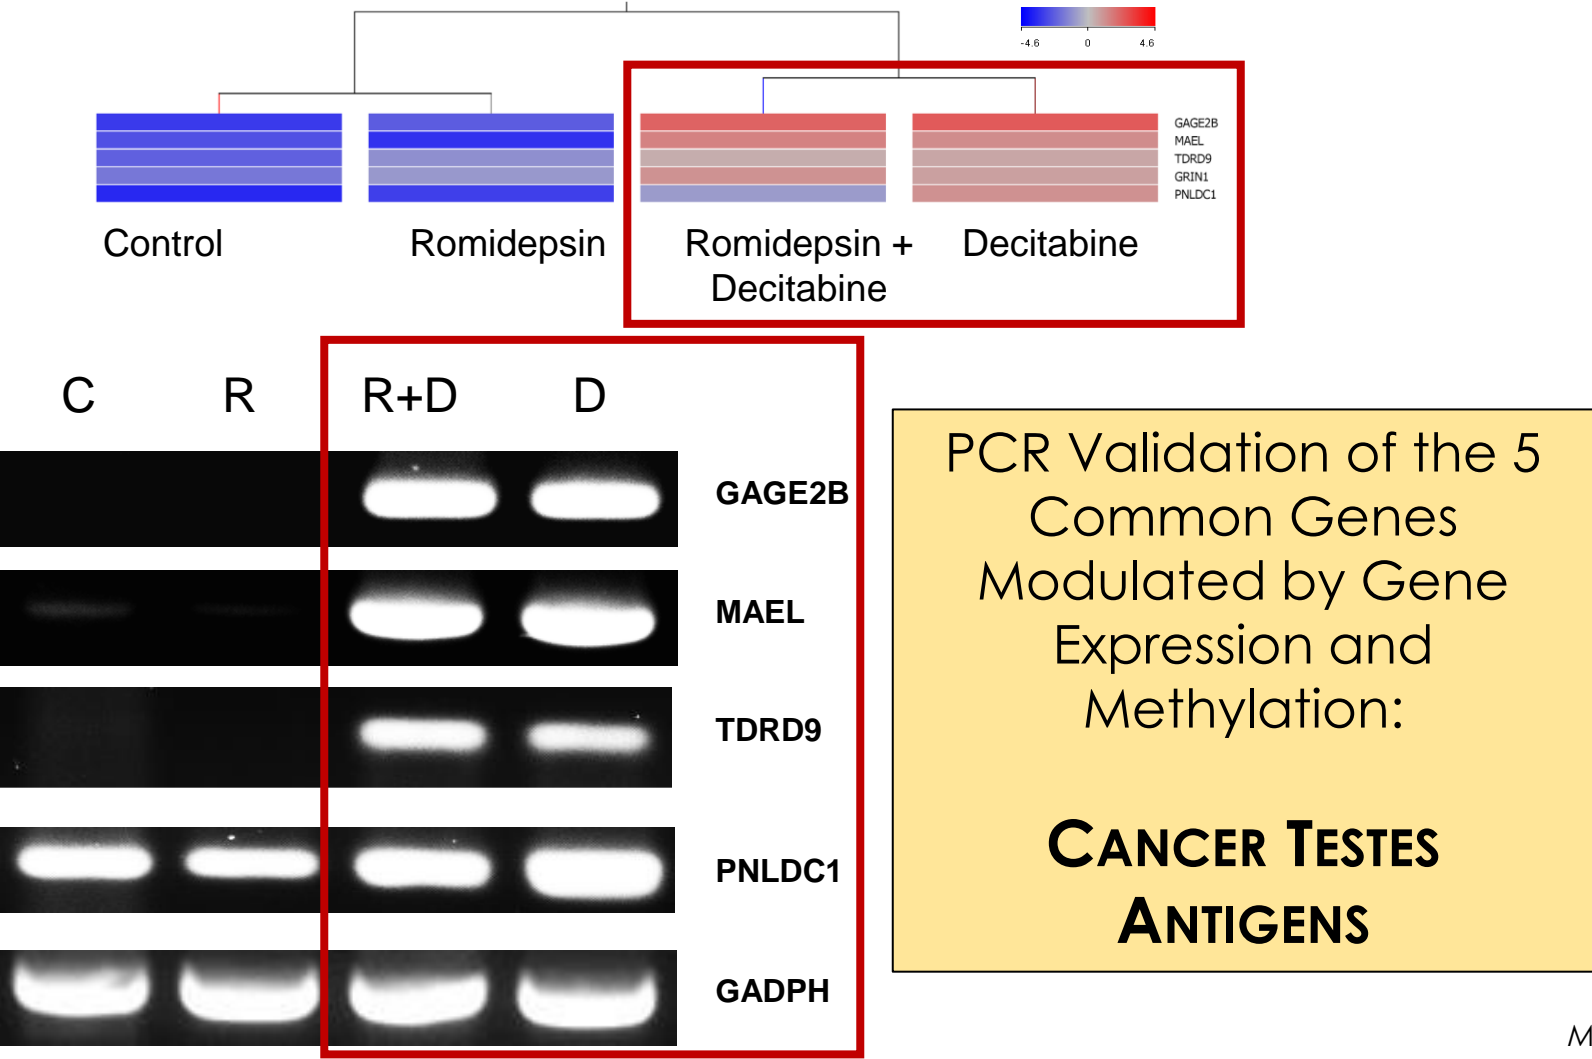 -4.6 0 4.6
GAGE2B
MAEL
TDRD9
GRIN1
PNLDC1
Control Romidepsin Romidepsin + Decitabine
Decitabine
C R R+D D
GAGE2B
MAEL
TDRD9
PNLDC1
GADPH
PCR Validation of the 5
Common Genes
Modulated by Gene
Expression and
Methylation:
CANCER TESTES
ANTIGENS
M